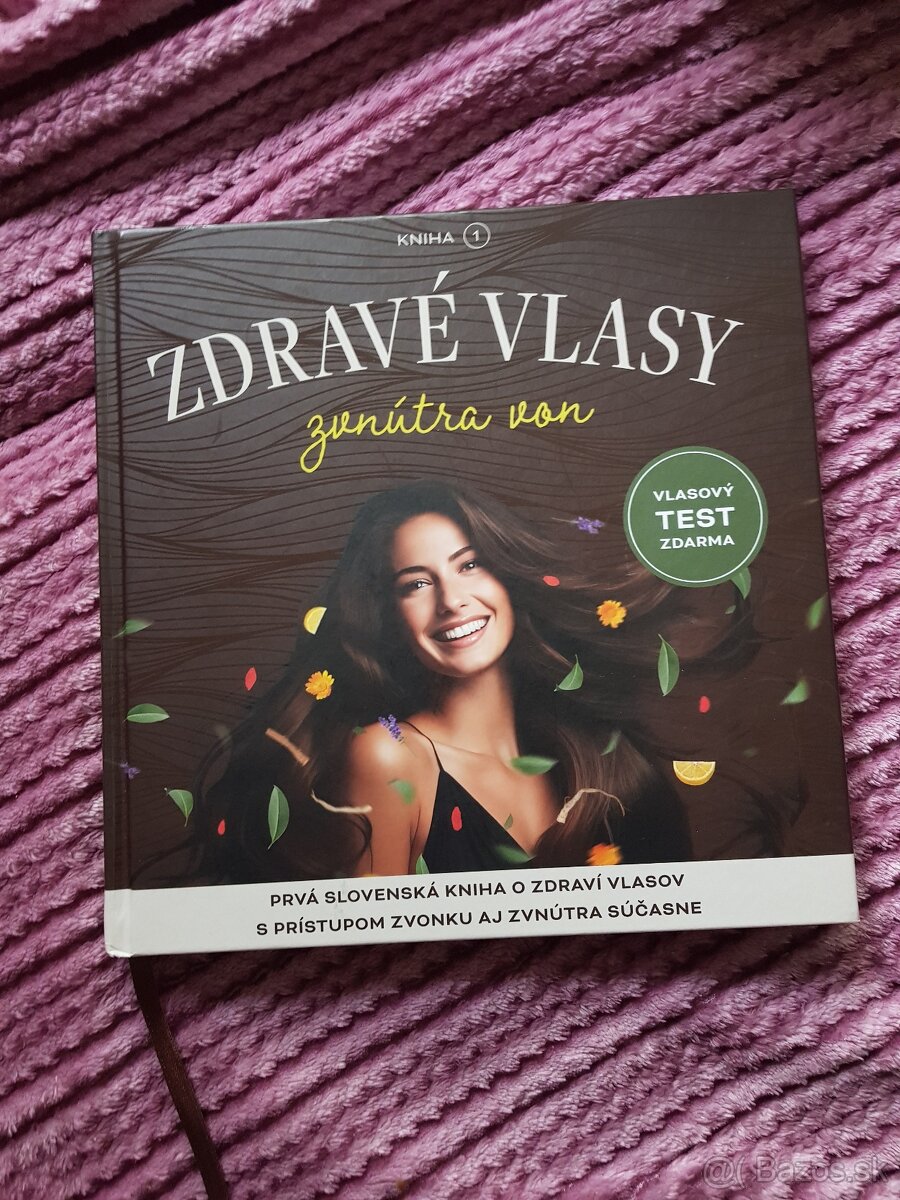 KNIHA 1
ZDRAVÉ VLASY
zvnútra von
VLASOVÝ
TEST
ZDARMA
PRVÁ SLOVENSKÁ KNIHA O ZDRAVÍ VLASOV
S PRÍSTUPOM ZVONKU AJ ZVNÚTRA SÚČASNE
Bazos.sk